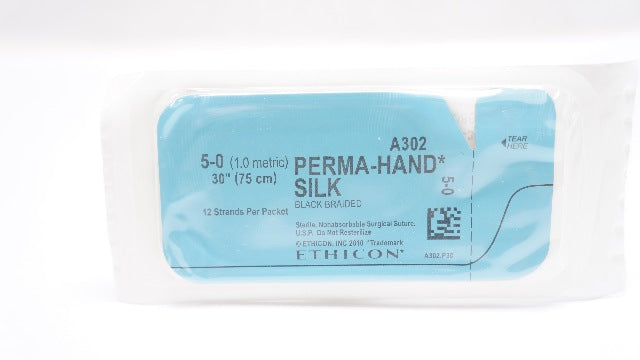 A302
5-0 (1.0 metric)
30" (75 cm)
PERMA-HAND*
SILK
BLACK BRAIDED
12 Strands Per Packet
Sterile, Nonabsorbable Surgical Suture,
U.S.P. Do Not Resterilize
© ETHICON, INC 2010 *Trademark
ETHICON*
TEAR
HERE
5-0
A302.P30